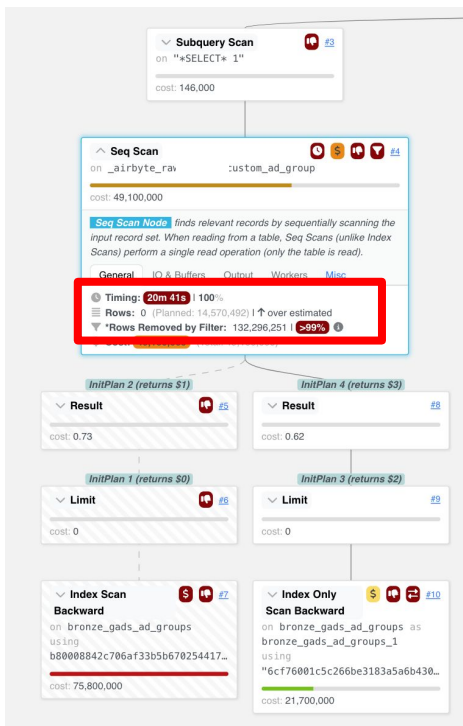 Subquery Scan #3
on "*SELECT* 1"
cost: 146,000
Seq Scan $ #4
on _airbyte_raw :ustom_ad_group
cost: 49,100,000
Seq Scan Node finds relevant records by sequentially scanning the
input record set. When reading from a table, Seq Scans (unlike Index
Scans) perform a single read operation (only the table is read).
General IO & Buffers Output Workers Misc
Timing: 20m 41s | 100%
Rows: 0 (Planned: 14,570,492) | ↑ over estimated
*Rows Removed by Filter: 132,296,251 | >99% i
InitPlan 2 (returns $1)
Result #5
cost: 0.73
InitPlan 4 (returns $3)
Result #8
cost: 0.62
InitPlan 1 (returns $0)
Limit #6
cost: 0
InitPlan 3 (returns $2)
Limit #9
cost: 0
Index Scan $ #7
Backward
on bronze_gads_ad_groups
using
b80008842c706af33b5b670254417…
cost: 75,800,000
Index Only $ #10
Scan Backward
on bronze_gads_ad_groups as
bronze_gads_ad_groups_1
using
"6cf76001c5c266be3183a5a6b430…
cost: 21,700,000